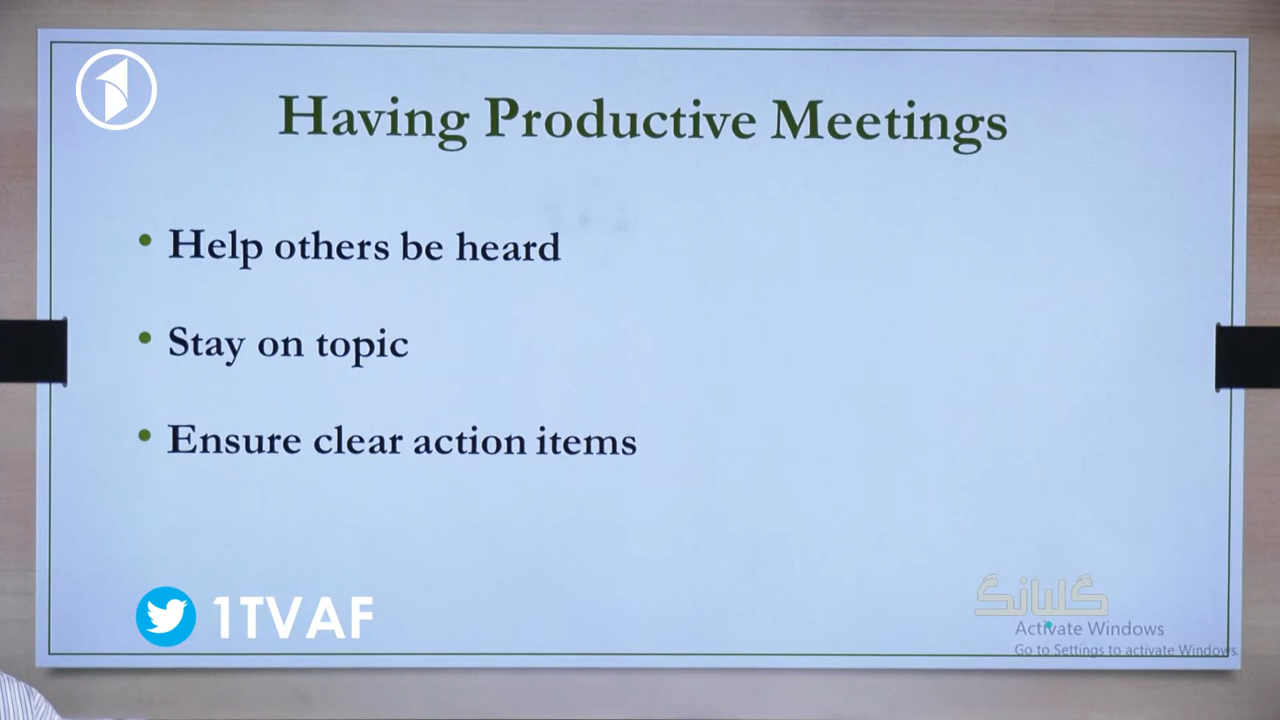 Having Productive Meetings
• Help others be heard
• Stay on topic
• Ensure clear action items
1TVAF
گلبانگ
Activate Windows
Go to Settings to activate Windows.